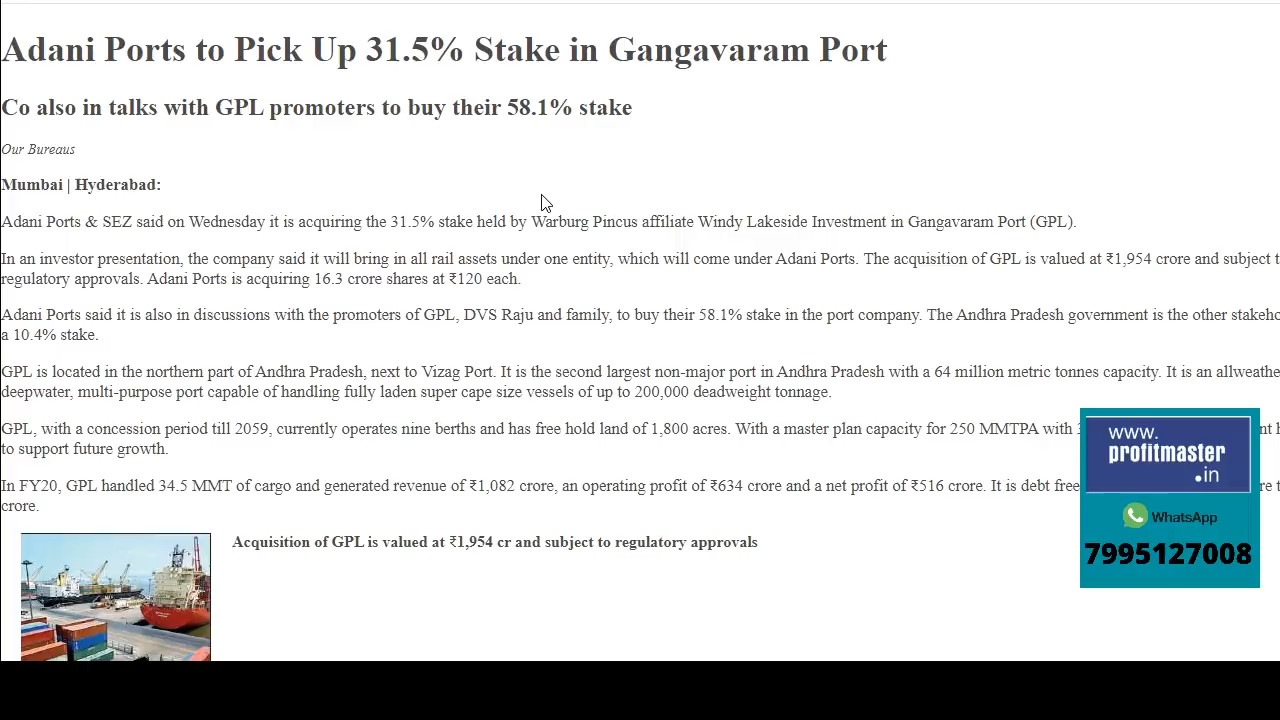 Adani Ports to Pick Up 31.5% Stake in Gangavaram Port
Co also in talks with GPL promoters to buy their 58.1% stake
Our Bureaus
Mumbai | Hyderabad:
Adani Ports & SEZ said on Wednesday it is acquiring the 31.5% stake held by Warburg Pincus affiliate Windy Lakeside Investment in Gangavaram Port (GPL).
In an investor presentation, the company said it will bring in all rail assets under one entity, which will come under Adani Ports. The acquisition of GPL is valued at ₹1,954 crore and subject
regulatory approvals. Adani Ports is acquiring 16.3 crore shares at ₹120 each.
Adani Ports said it is also in discussions with the promoters of GPL, DVS Raju and family, to buy their 58.1% stake in the port company. The Andhra Pradesh government is the other
a 10.4% stake.
GPL is located in the northern part of Andhra Pradesh, next to Vizag Port. It is the second largest non-major port in Andhra Pradesh with a 64 million metric tonnes capacity. It is an
deepwater, multi-purpose port capable of handling fully laden super cape size vessels of up to 200,000 deadweight tonnage.
GPL, with a concession period till 2059, currently operates nine berths and has free hold land of 1,800 acres. With a master plan capacity for 250 MMTPA with
to support future growth.
In FY20, GPL handled 34.5 MMT of cargo and generated revenue of ₹1,082 crore, an operating profit of ₹634 crore and a net profit of ₹516 crore. It is debt free
crore.
Acquisition of GPL is valued at ₹1,954 cr and subject to regulatory approvals
www.
profitmaster
.in
WhatsApp
7995127008